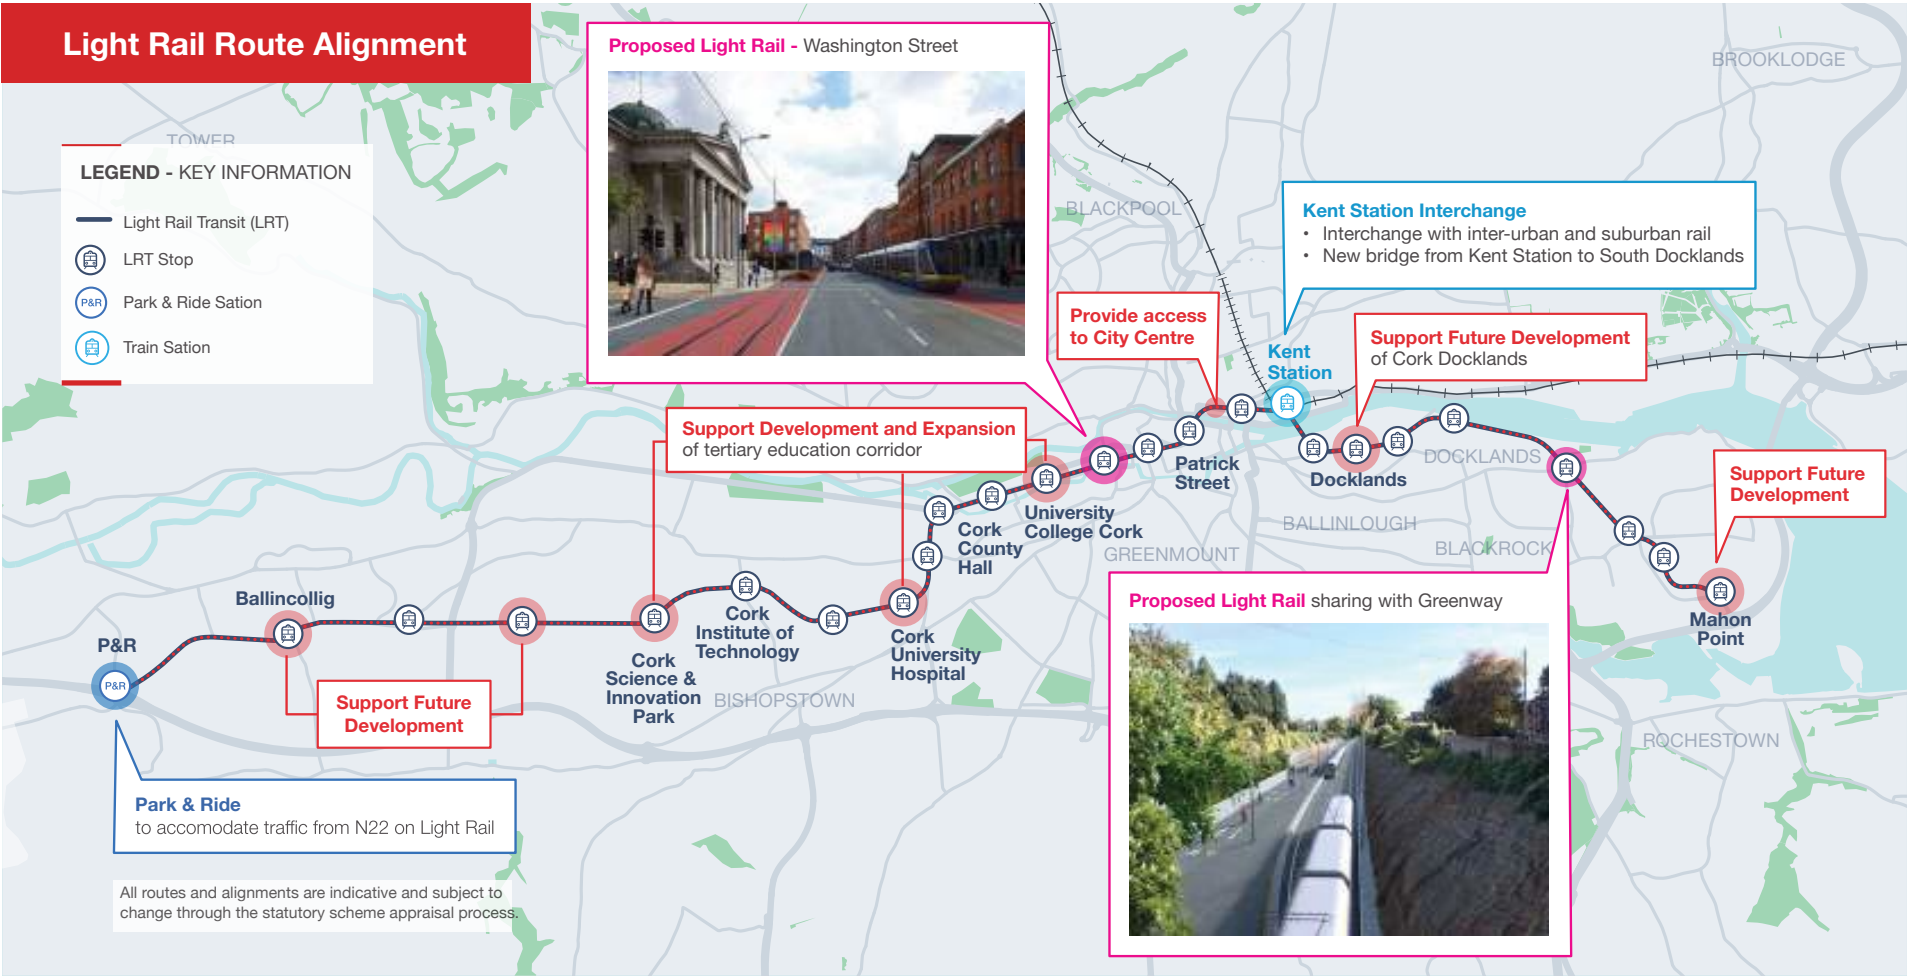 Light Rail Route Alignment
TOWER
LEGEND - KEY INFORMATION
Light Rail Transit (LRT)
LRT Stop
P&R
Park & Ride Sation
Train Sation
Proposed Light Rail - Washington Street
BROOKLODGE
BLACKPOOL
Kent Station Interchange
• Interchange with inter-urban and suburban rail
• New bridge from Kent Station to South Docklands
Provide access
to City Centre
Support Future Development
of Cork Docklands
Kent
Station
Support Development and Expansion
of tertiary education corridor
Patrick
Street
Docklands
DOCKLANDS
Support Future
Development
University
College Cork
Cork
County
Hall
GREENMOUNT
BALLINLOUGH
BLACKROCK
Ballincollig
P&R
P&R
Cork
Institute of
Technology
Cork
University
Hospital
Cork
Science &
Innovation
Park
BISHOPSTOWN
Support Future
Development
Mahon
Point
Proposed Light Rail sharing with Greenway
ROCHESTOWN
Park & Ride
to accomodate traffic from N22 on Light Rail
All routes and alignments are indicative and subject to
change through the statutory scheme appraisal process.